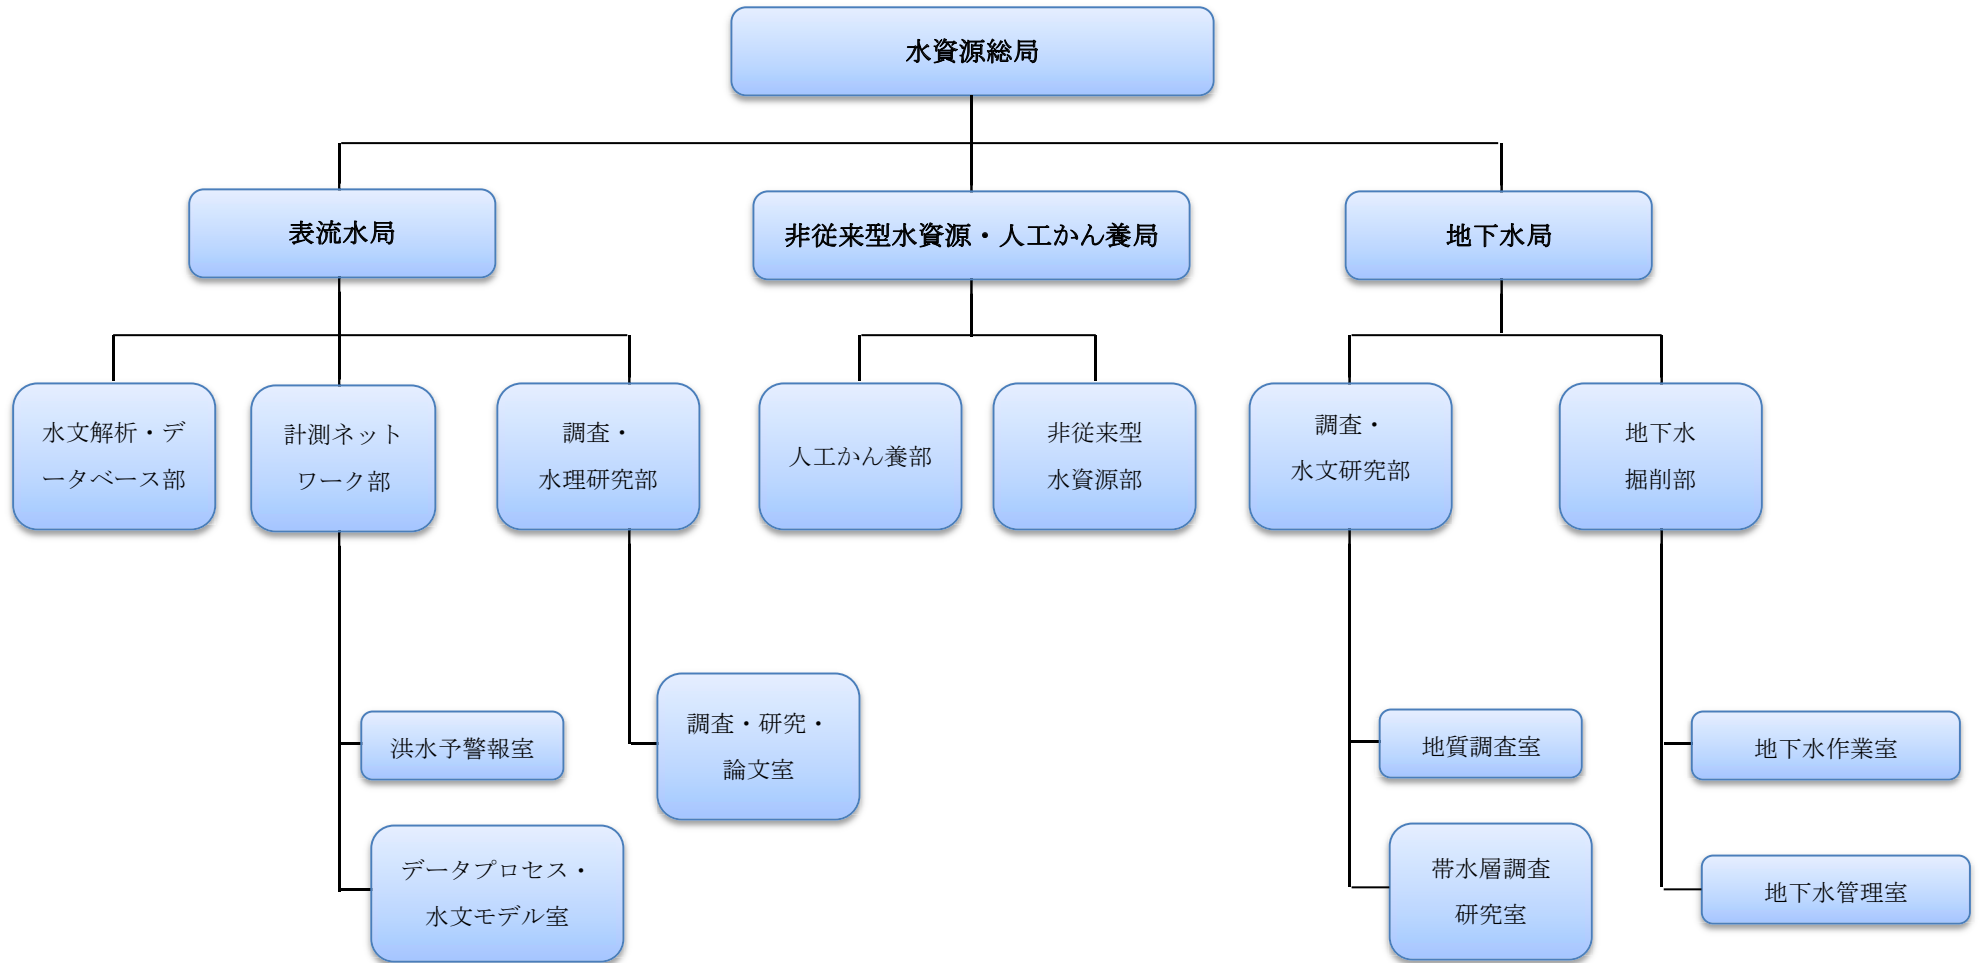 水資源総局
表流水局
非従来型水資源・人工かん養局
地下水局
水文解析・デ
ータベース部
計測ネット
ワーク部
調査・
水理研究部
人工かん養部
非従来型
水資源部
調査・
水文研究部
地下水
掘削部
洪水予警報室
データプロセス・
水文モデル室
調査・研究・
論文室
地質調査室
帯水層調査
研究室
地下水作業室
地下水管理室